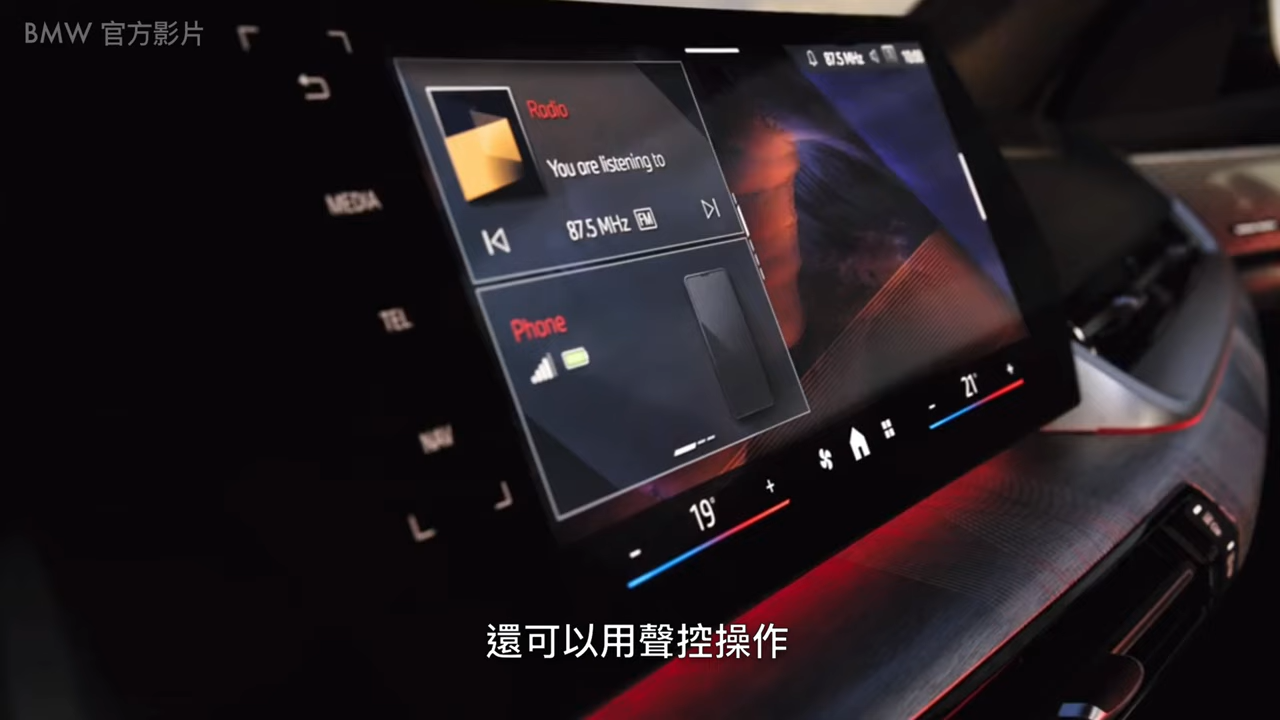 BMW 官方影片
MEDIA
TEL
NAV
87.5 MHz
Radio
You are listening to
87.5 MHz FM
Phone
19°
21°
還可以用聲控操作